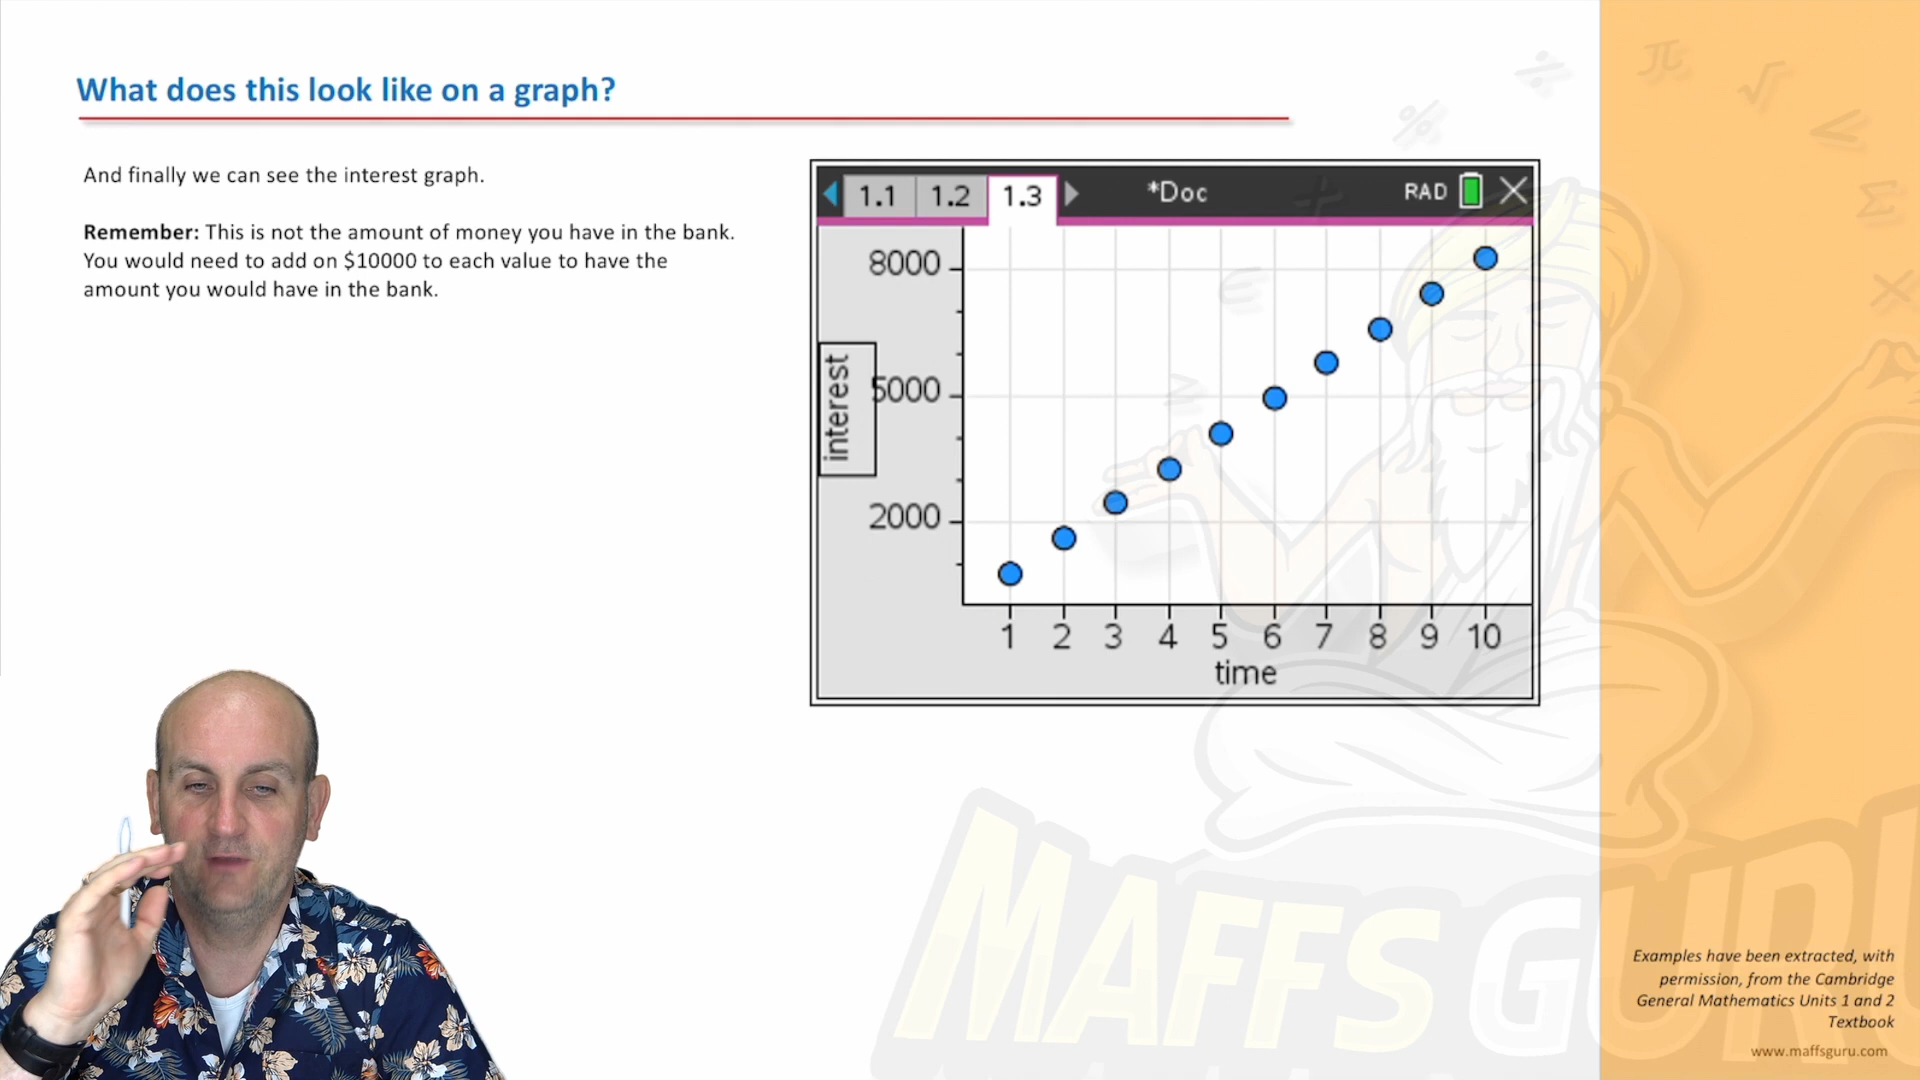 What does this look like on a graph?
And finally we can see the interest graph.
Remember: This is not the amount of money you have in the bank.
You would need to add on $10000 to each value to have the
amount you would have in the bank.
1.1 1.2 1.3 *Doc RAD
8000
5000
2000
interest
1 2 3 4 5 6 7 8 9 10
time
MAFFS GURU
Examples have been extracted, with
permission, from the Cambridge
General Mathematics Units 1 and 2
Textbook
www.maffsguru.com